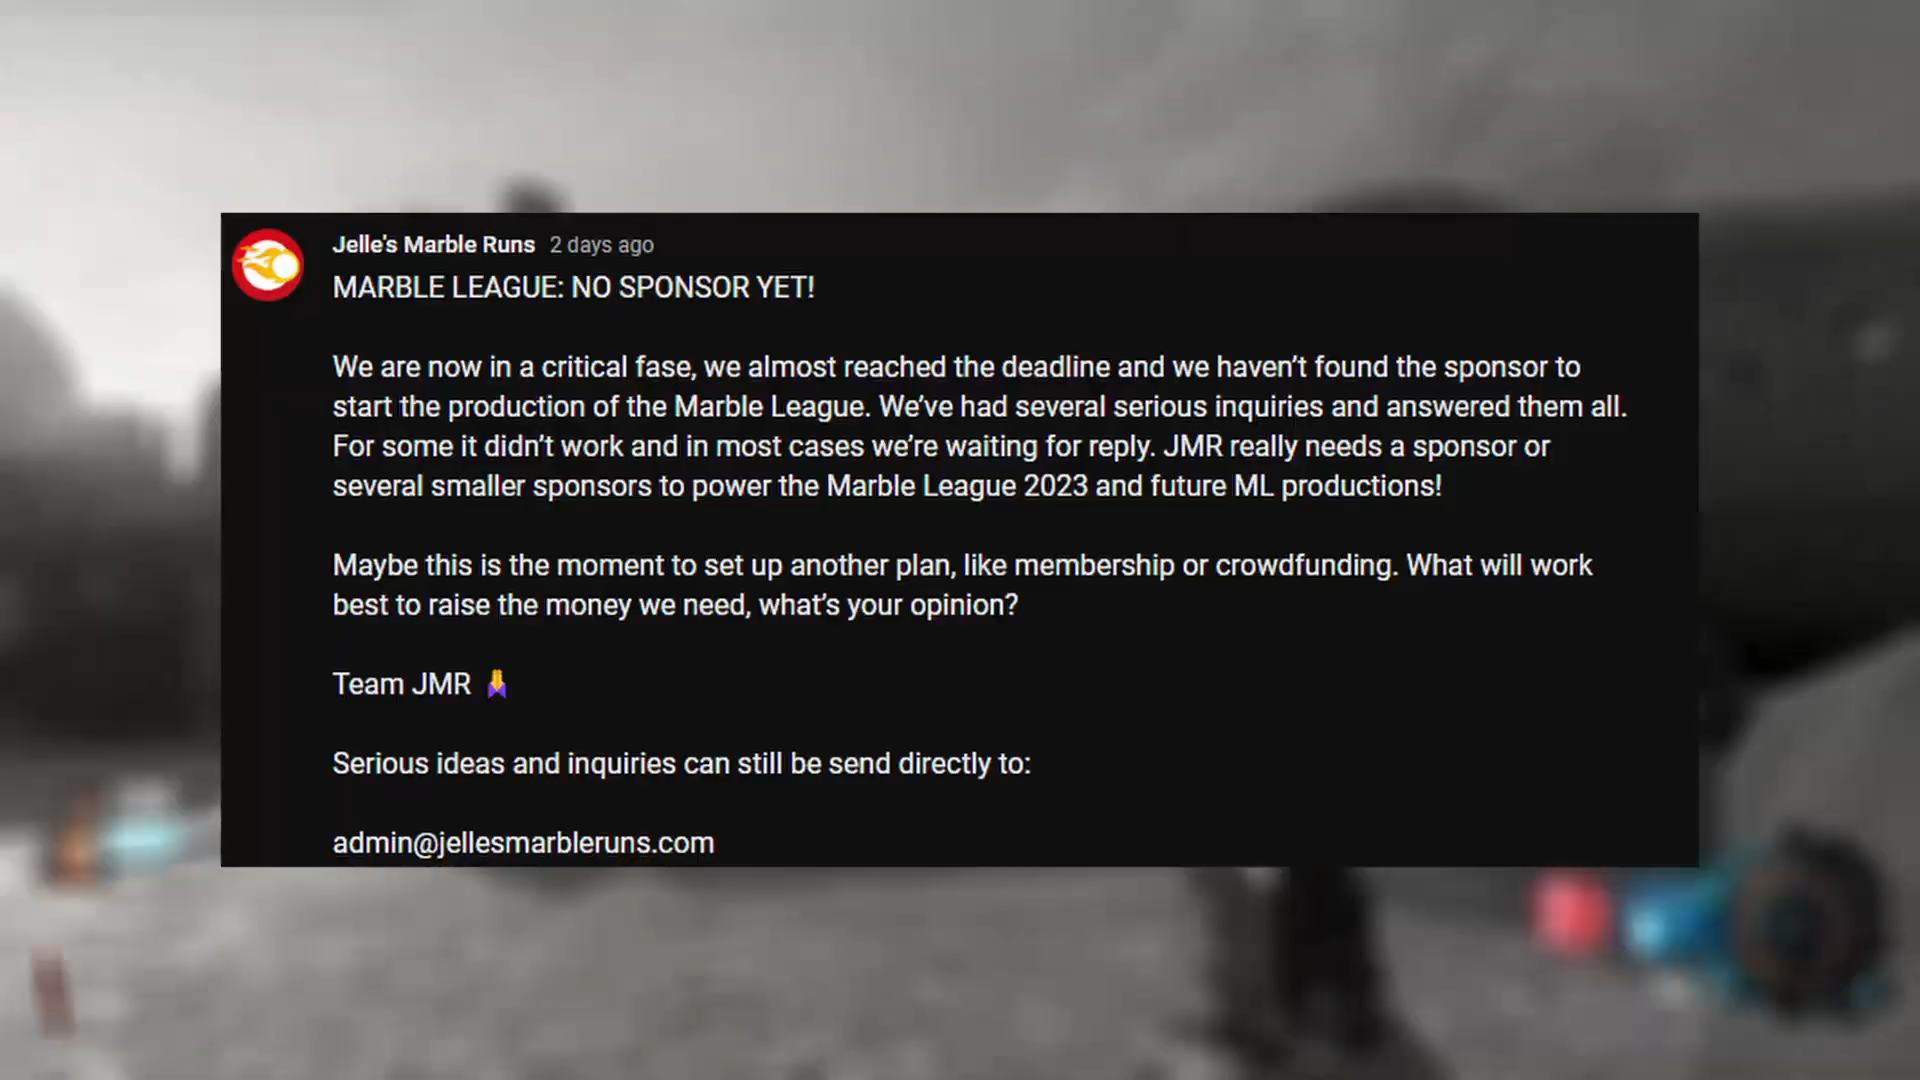 Jelle's Marble Runs 2 days ago
MARBLE LEAGUE: NO SPONSOR YET!
We are now in a critical fase, we almost reached the deadline and we haven't found the sponsor to
start the production of the Marble League. We've had several serious inquiries and answered them all.
For some it didn't work and in most cases we're waiting for reply. JMR really needs a sponsor or
several smaller sponsors to power the Marble League 2023 and future ML productions!
Maybe this is the moment to set up another plan, like membership or crowdfunding. What will work
best to raise the money we need, what's your opinion?
Team JMR 🙏
Serious ideas and inquiries can still be send directly to:
admin@jellesmarbleruns.com